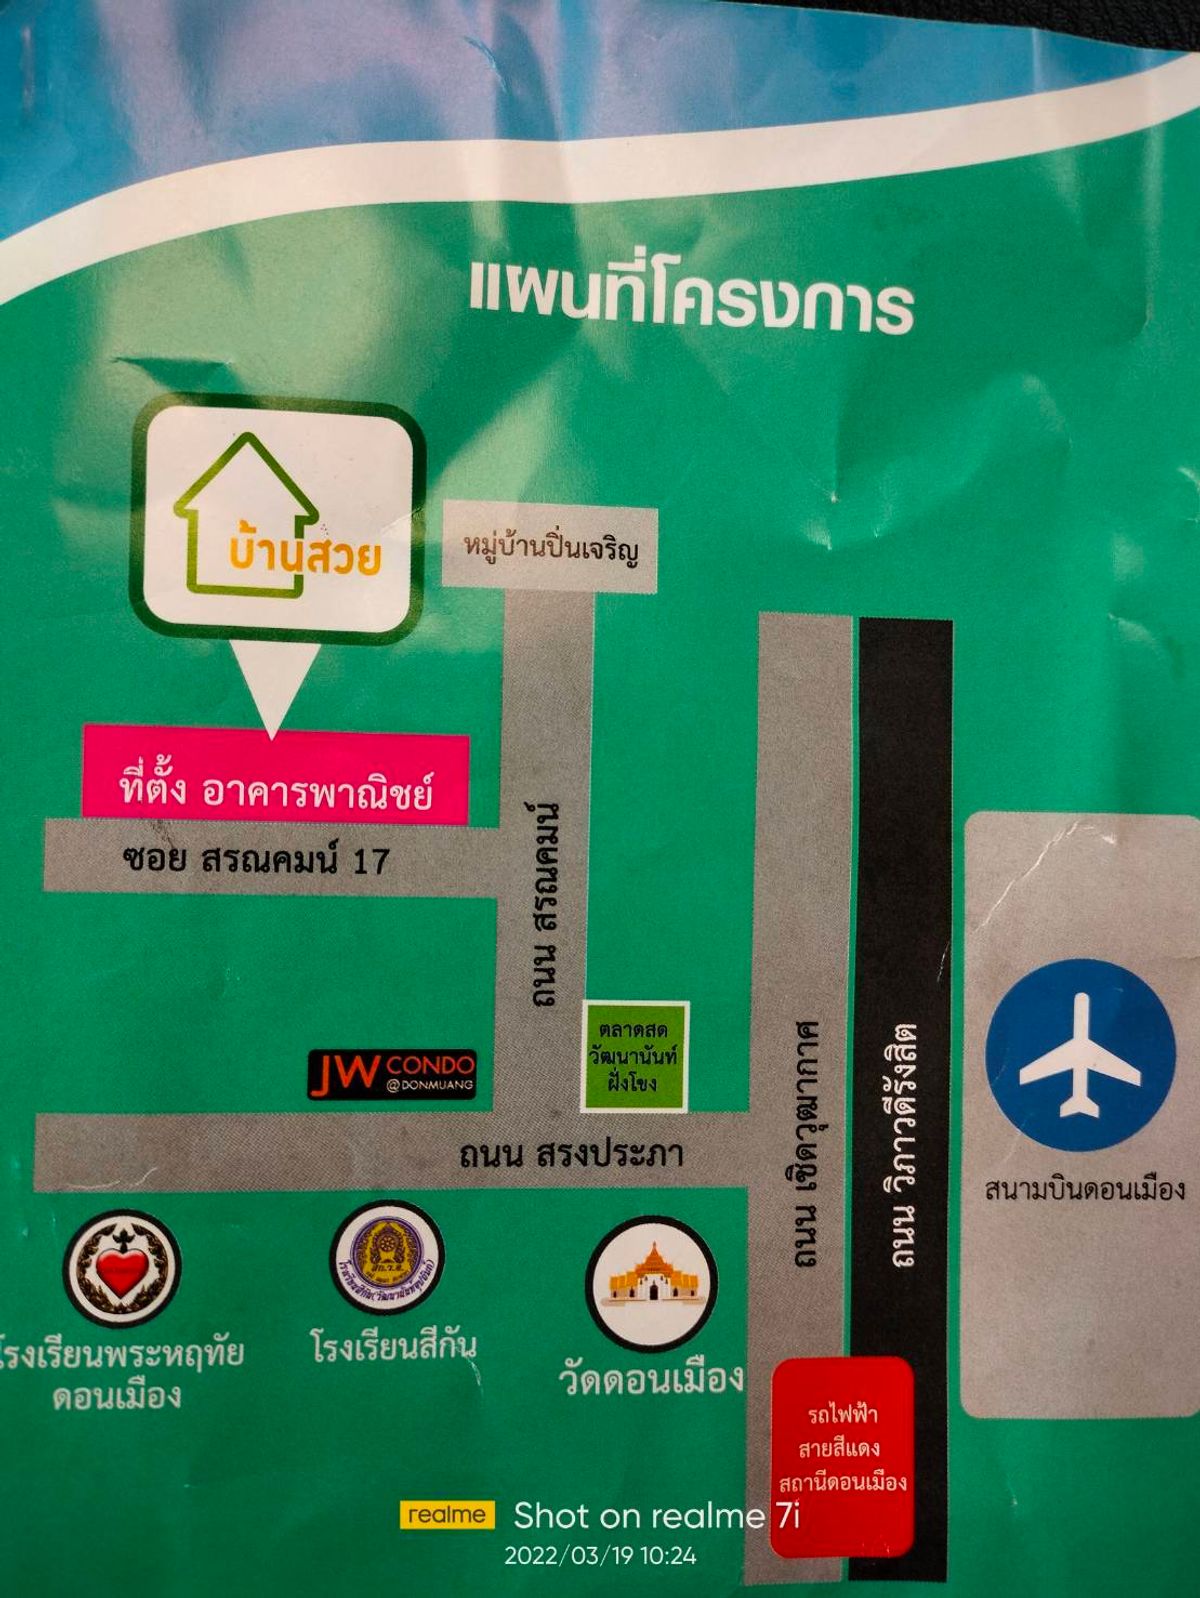 แผนที่โครงการ
บ้านสวย
หมู่บ้านปิ่นเจริญ
ที่ตั้ง อาคารพาณิชย์
ซอย สรณคมน์ 17
ถนน สรณคมน์
ตลาดสด
วัฒนานันท์
ฝั่งโขง
JW CONDO
@DONMUANG
ถนน สรงประภา
ถนน เชิดวุฒากาศ
ถนน วิภาวดีรังสิต
สนามบินดอนเมือง
โรงเรียนพระหฤทัย
ดอนเมือง
โรงเรียนสีกัน
วัดดอนเมือง
รถไฟฟ้า
สายสีแดง
สถานีดอนเมือง
realme Shot on realme 7i
2022/03/19 10:24